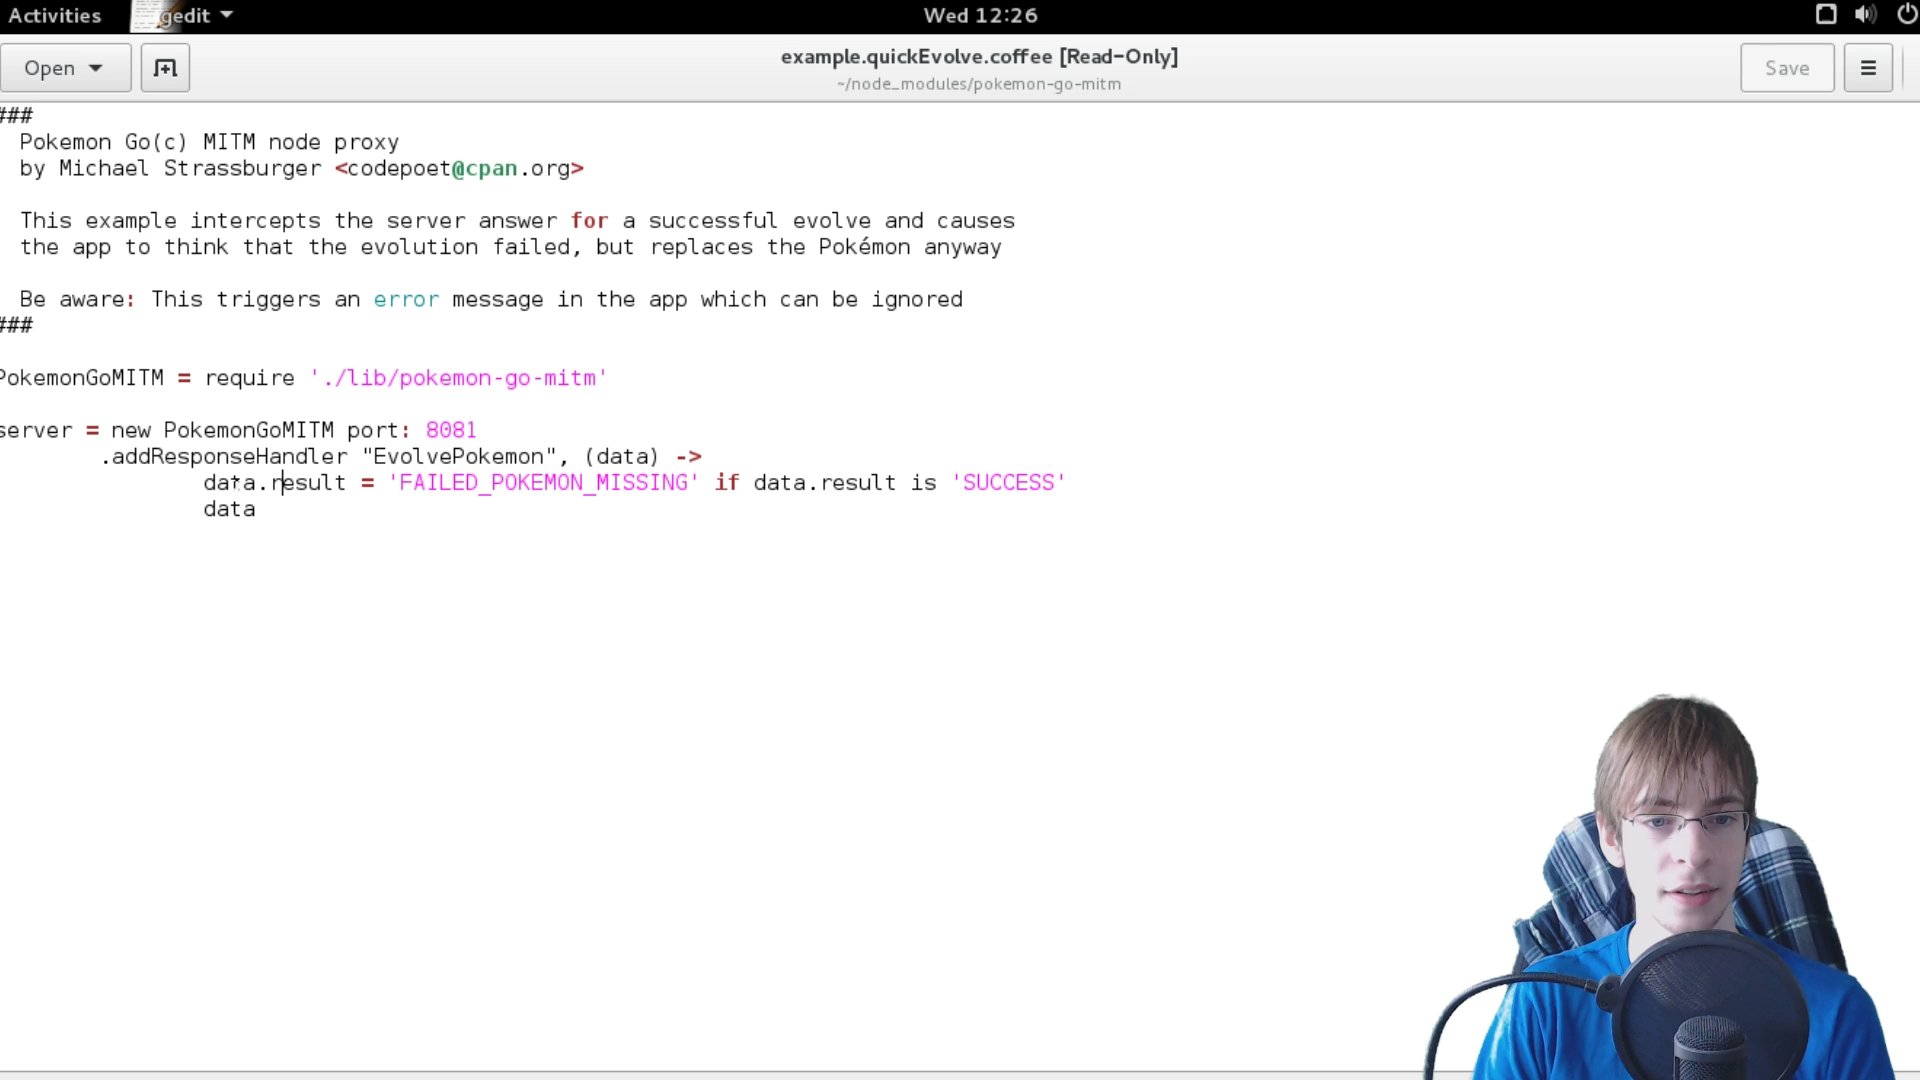 Activities gedit Wed 12:26
Open example.quickEvolve.coffee [Read-Only] Save
~/node_modules/pokemon-go-mitm
###
Pokemon Go(c) MITM node proxy
by Michael Strassburger <codepoet@cpan.org>
This example intercepts the server answer for a successful evolve and causes
the app to think that the evolution failed, but replaces the Pokémon anyway
Be aware: This triggers an error message in the app which can be ignored
###
PokemonGoMITM = require './lib/pokemon-go-mitm'
server = new PokemonGoMITM port: 8081
.addResponseHandler "EvolvePokemon", (data) ->
data.result = 'FAILED_POKEMON_MISSING' if data.result is 'SUCCESS'
data